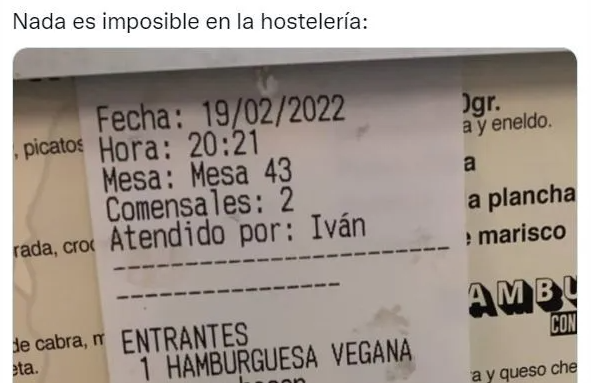 Nada es imposible en la hostelería:
Fecha: 19/02/2022
Hora: 20:21
Mesa: Mesa 43
Comensales: 2
Atendido por: Iván
ENTRANTES
1 HAMBURGUESA VEGANA
, picatos
rada, croc
de cabra, m
eta.
0gr.
a y eneldo.
a
a plancha
marisco
AMBU
CON
a y queso che